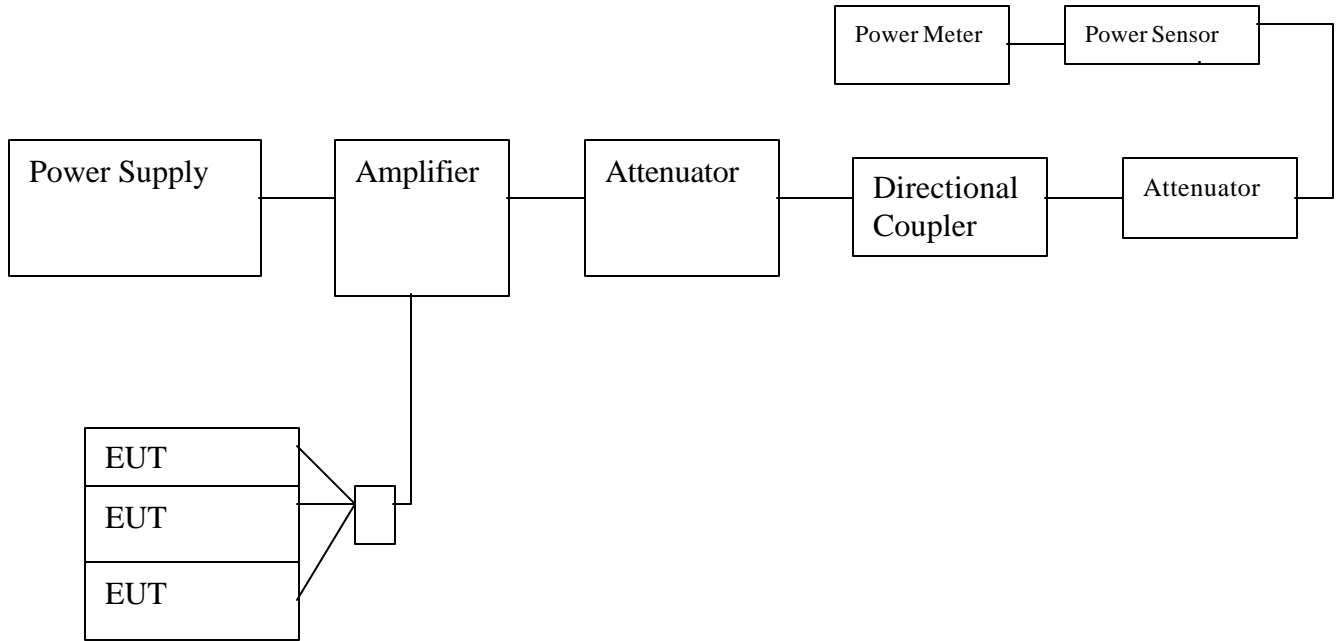 Power Meter
Power Sensor
Power Supply
Amplifier
Attenuator
Directional
Coupler
Attenuator
EUT
EUT
EUT